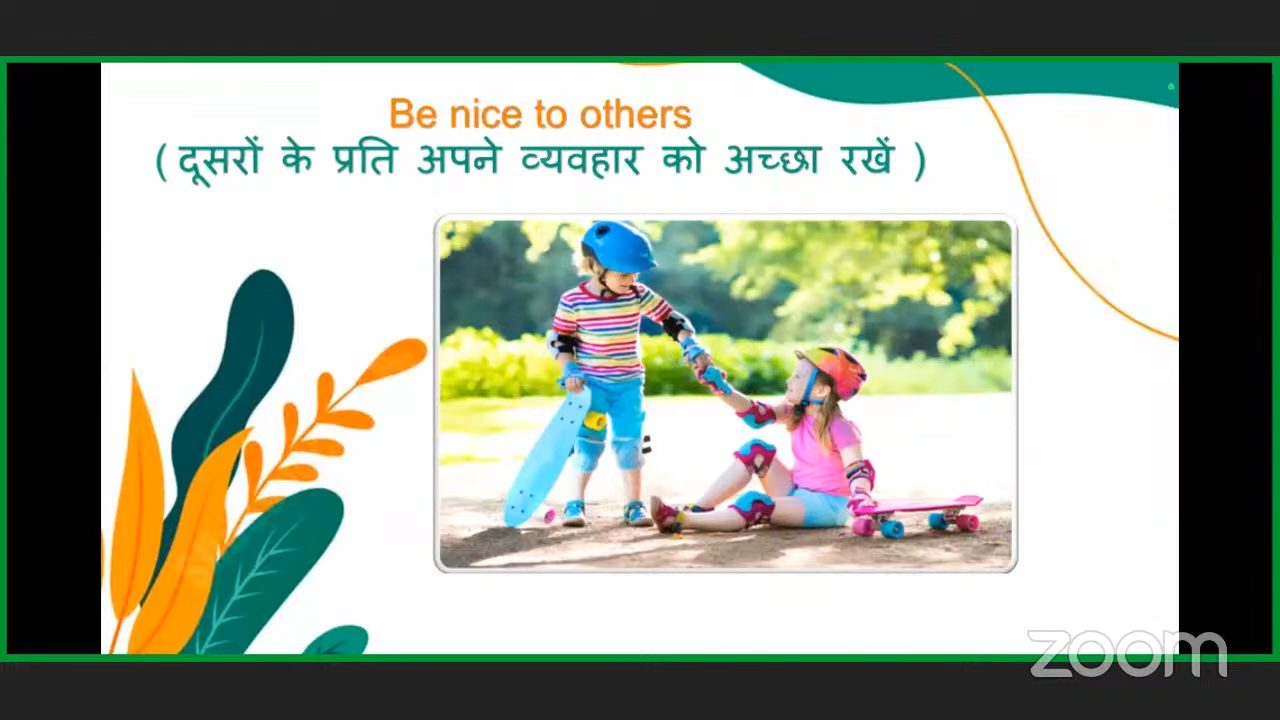 Be nice to others
( दूसरों के प्रति अपने व्यवहार को अच्छा रखें )
zoom